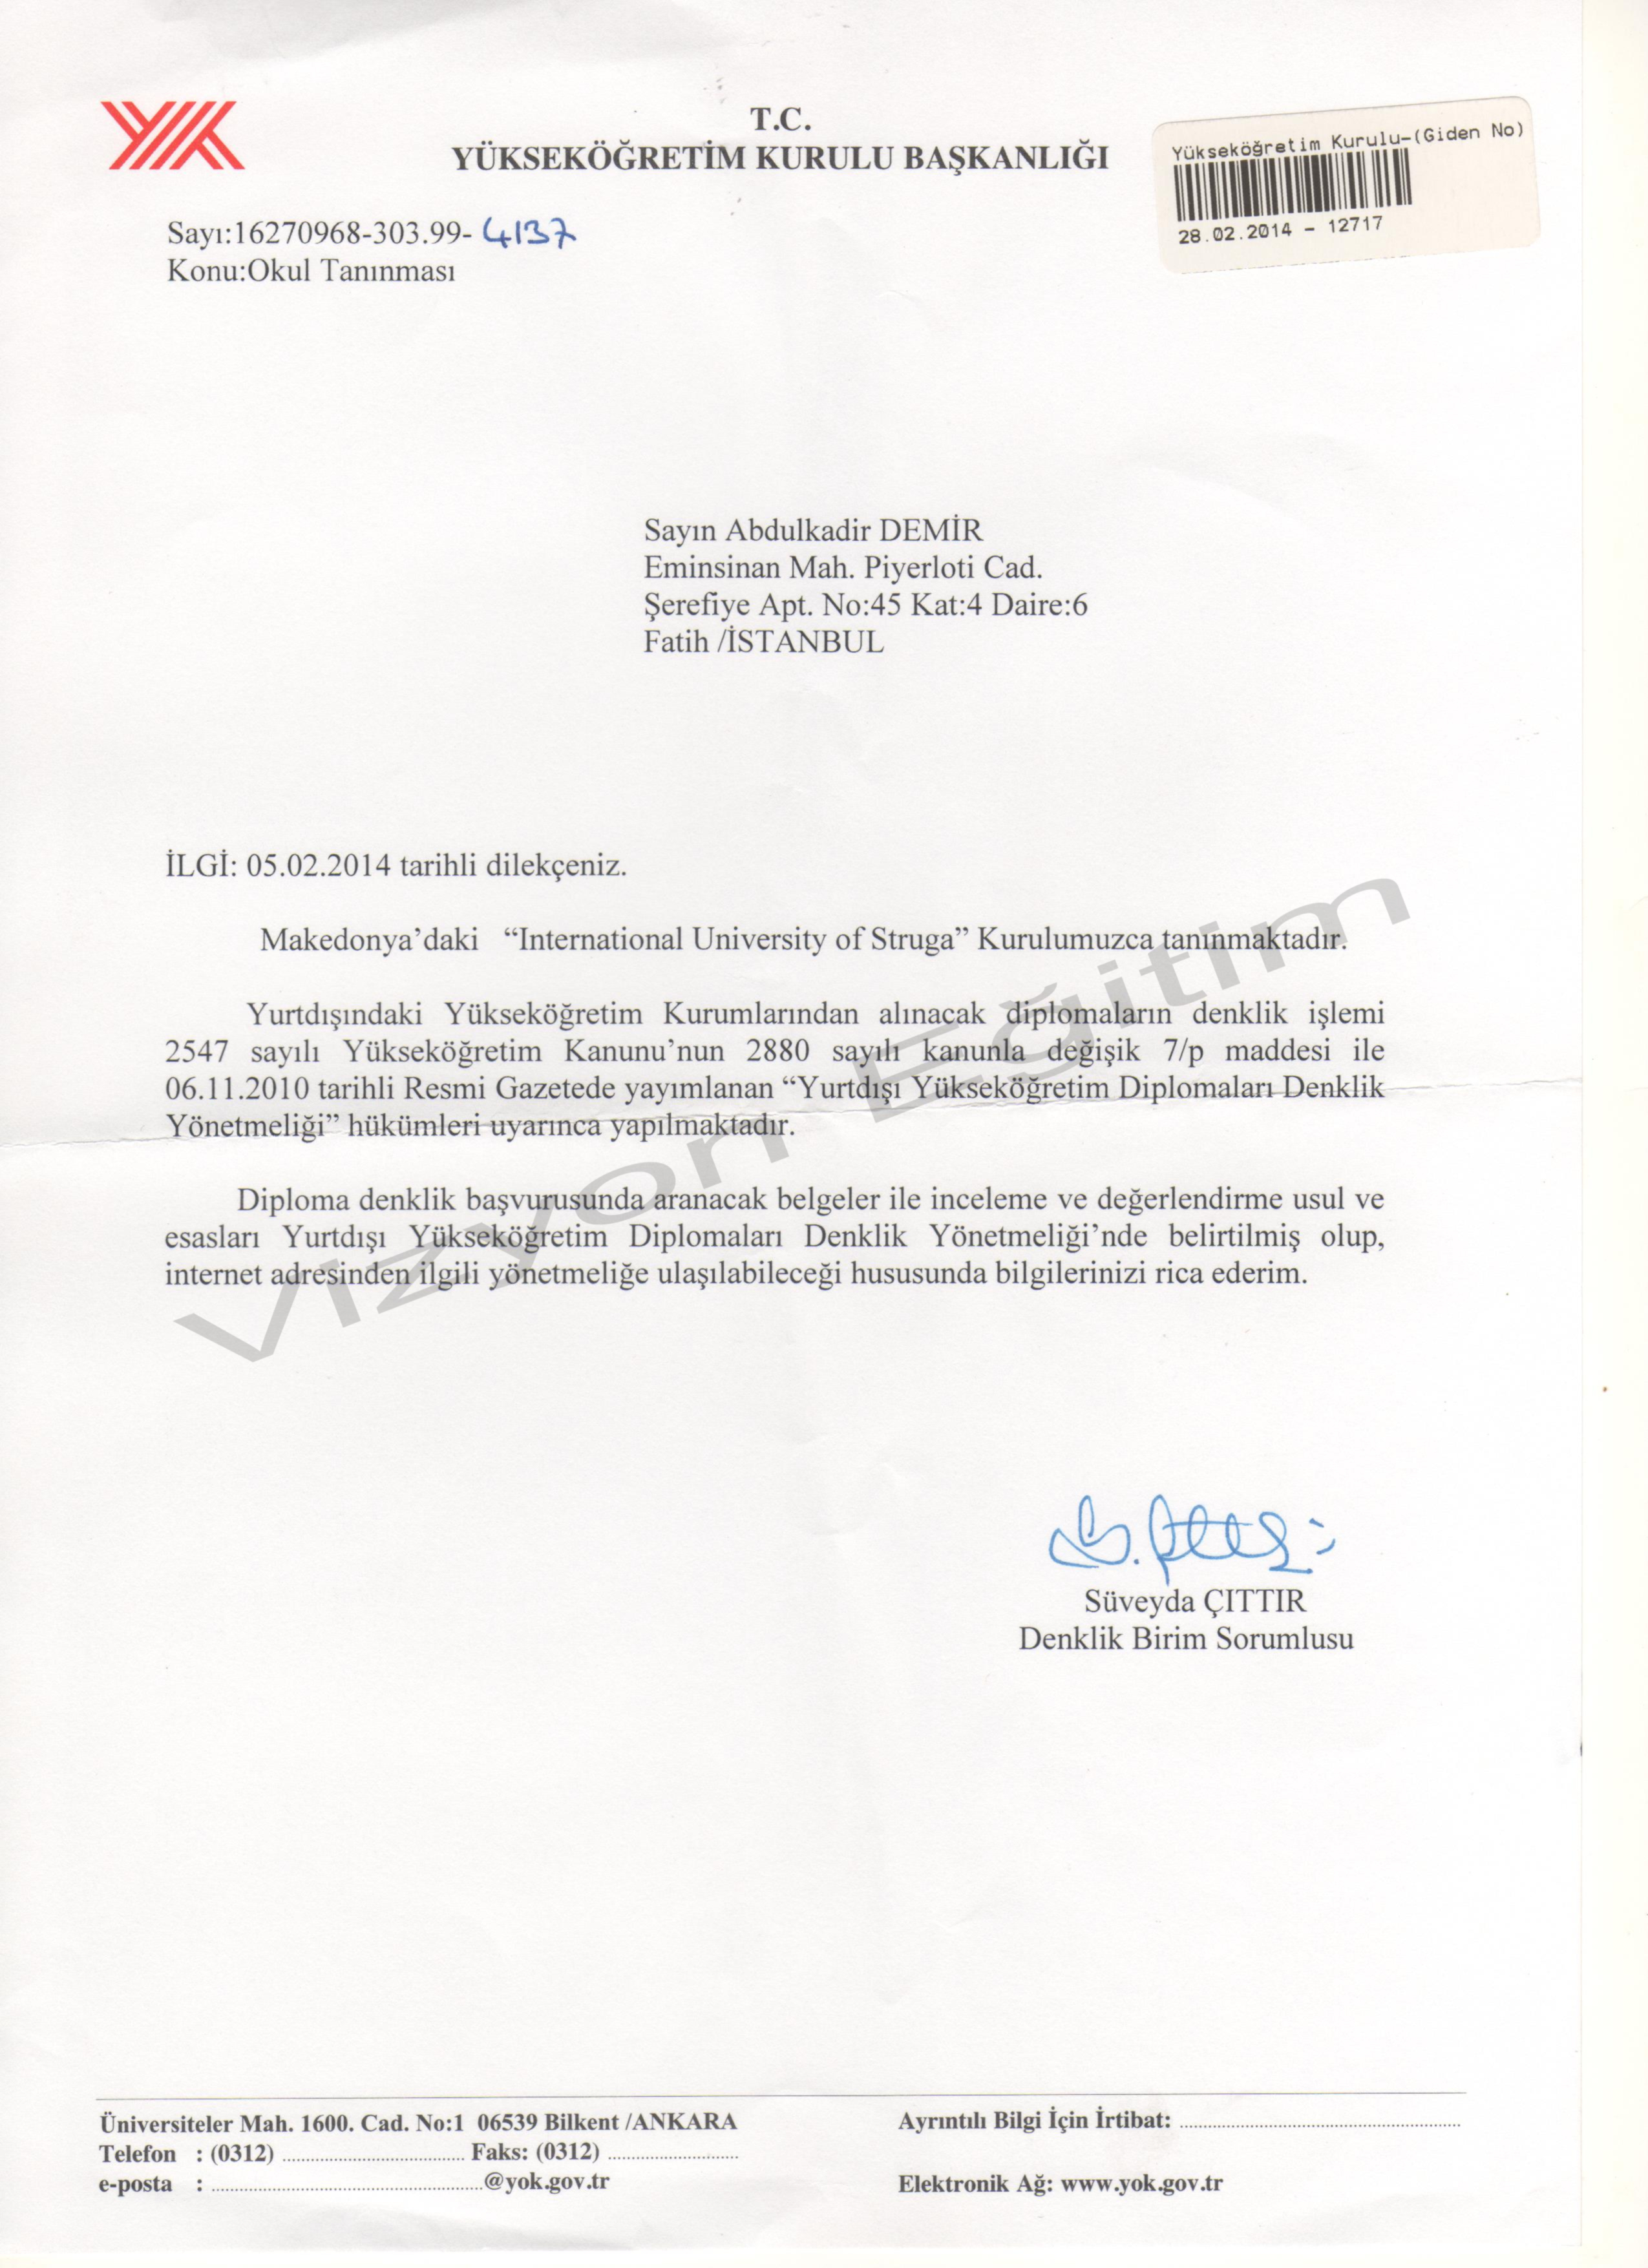 T.C.
YÜKSEKÖĞRETİM KURULU BAŞKANLIĞI
Yükseköğretim Kurulu-(Giden No)
28.02.2014 - 12717
Sayı:16270968-303.99- 4137
Konu:Okul Tanınması
Sayın Abdulkadir DEMİR
Eminsinan Mah. Piyerloti Cad.
Şerefiye Apt. No:45 Kat:4 Daire:6
Fatih /İSTANBUL
İLGİ: 05.02.2014 tarihli dilekçeniz.
Makedonya’daki “International University of Struga” Kurulumuzca tanınmaktadır.
Yurtdışındaki Yükseköğretim Kurumlarından alınacak diplomaların denklik işlemi
2547 sayılı Yükseköğretim Kanunu’nun 2880 sayılı kanunla değişik 7/p maddesi ile
06.11.2010 tarihli Resmi Gazetede yayımlanan “Yurtdışı Yükseköğretim Diplomaları Denklik
Yönetmeliği” hükümleri uyarınca yapılmaktadır.
Diploma denklik başvurusunda aranacak belgeler ile inceleme ve değerlendirme usul ve
esasları Yurtdışı Yükseköğretim Diplomaları Denklik Yönetmeliği’nde belirtilmiş olup,
internet adresinden ilgili yönetmeliğe ulaşılabileceği hususunda bilgilerinizi rica ederim.
Vizyon Eğitim
Süveyda ÇITTIR
Denklik Birim Sorumlusu
Üniversiteler Mah. 1600. Cad. No:1 06539 Bilkent /ANKARA
Telefon : (0312) ........................ Faks: (0312) ........................
e-posta : ........................@yok.gov.tr
Ayrıntılı Bilgi İçin İrtibat: ........................
Elektronik Ağ: www.yok.gov.tr